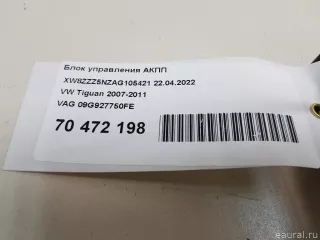 Блок управления АКПП
XW8ZZZ5NZAG105421 22.04.2022
VW Tiguan 2007-2011
VAG 09G927750FE
70 472 198
© eaural.ru